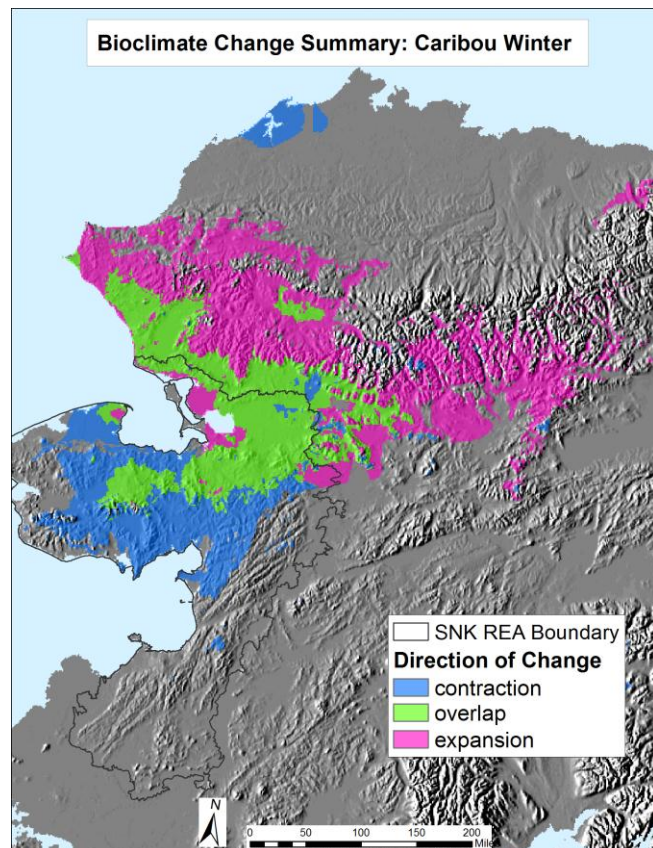 Bioclimate Change Summary: Caribou Winter
SNK REA Boundary
Direction of Change
contraction
overlap
expansion
N
0 25 50 100 150 200
Mile